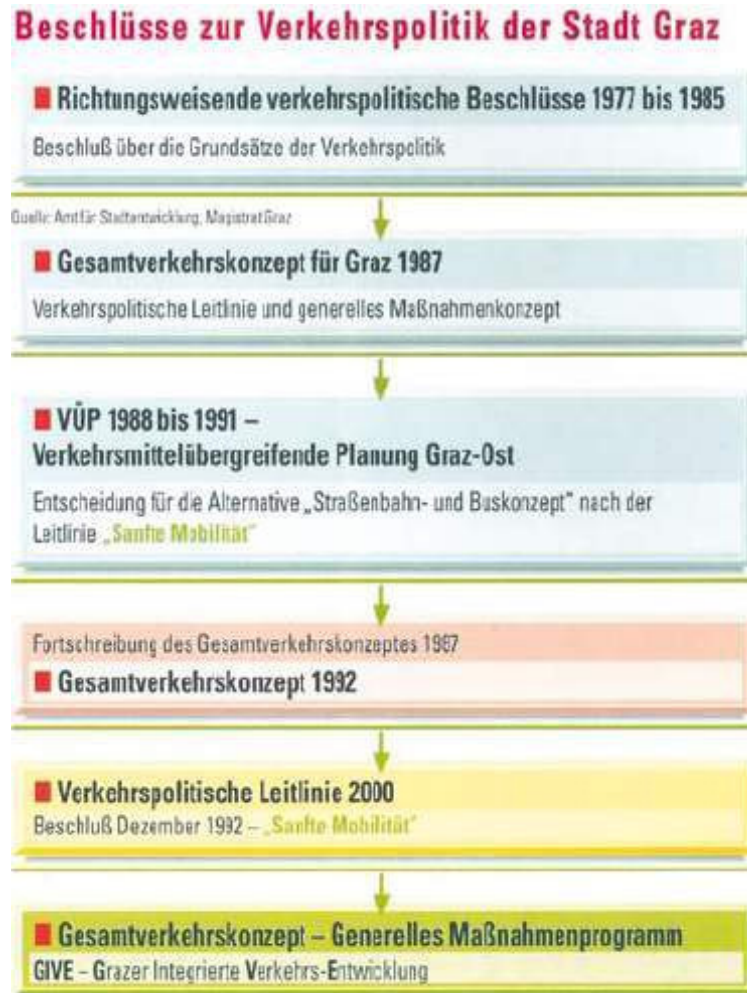 Beschlüsse zur Verkehrspolitik der Stadt Graz
Richtungsweisende verkehrspolitische Beschlüsse 1977 bis 1985
Beschluß über die Grundsätze der Verkehrspolitik
Quelle: Amt für Stadtentwicklung, Magistrat Graz
Gesamtverkehrskonzept für Graz 1987
Verkehrspolitische Leitlinie und generelles Maßnahmenkonzept
VÜP 1988 bis 1991 –
Verkehrsmittelübergreifende Planung Graz-Ost
Entscheidung für die Alternative „Straßenbahn- und Buskonzept" nach der
Leitlinie „Sanfte Mobilität"
Fortschreibung des Gesamtverkehrskonzeptes 1987
Gesamtverkehrskonzept 1992
Verkehrspolitische Leitlinie 2000
Beschluß Dezember 1992 – „Sanfte Mobilität"
Gesamtverkehrskonzept – Generelles Maßnahmenprogramm
GIVE – Grazer Integrierte Verkehrs-Entwicklung